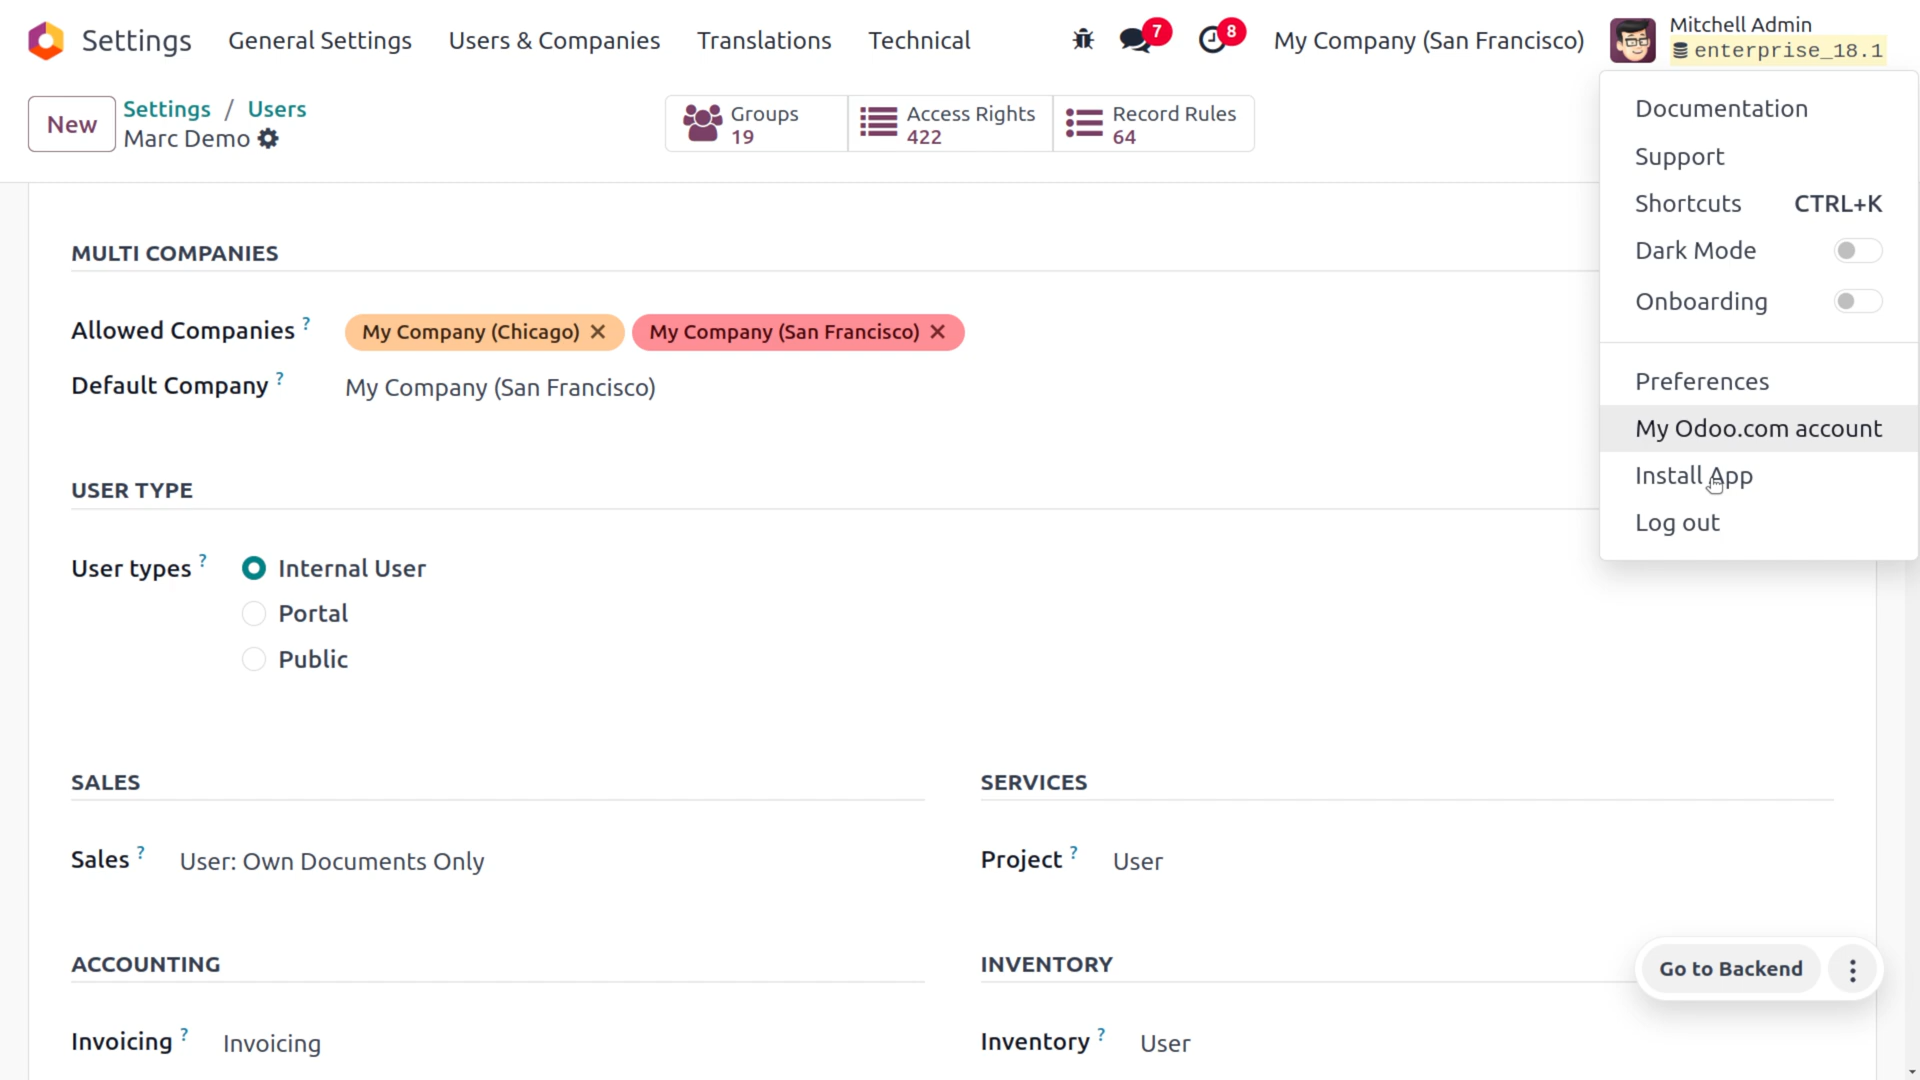 Settings
General Settings
Users & Companies
Translations
Technical
7
8
My Company (San Francisco)
Mitchell Admin
enterprise_18.1
New
Settings / Users
Marc Demo
Groups
19
Access Rights
422
Record Rules
64
Documentation
Support
Shortcuts CTRL+K
Dark Mode
Onboarding
Preferences
My Odoo.com account
Install App
Log out
MULTI COMPANIES
Allowed Companies ? My Company (Chicago) My Company (San Francisco)
Default Company ? My Company (San Francisco)
USER TYPE
User types ? Internal User
Portal
Public
SALES
Sales ? User: Own Documents Only
SERVICES
Project ? User
ACCOUNTING
Invoicing ? Invoicing
INVENTORY
Inventory ? User
Go to Backend